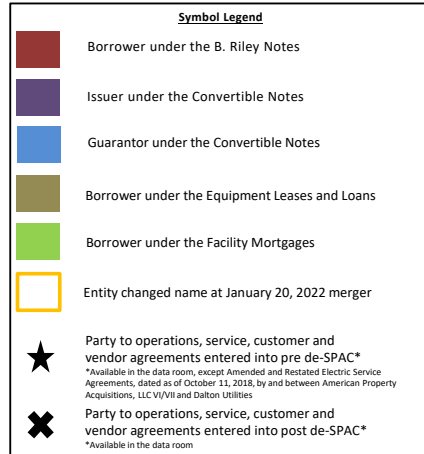 Symbol Legend
Borrower under the B. Riley Notes
Issuer under the Convertible Notes
Guarantor under the Convertible Notes
Borrower under the Equipment Leases and Loans
Borrower under the Facility Mortgages
Entity changed name at January 20, 2022 merger
Party to operations, service, customer and
vendor agreements entered into pre de-SPAC*
*Available in the data room, except Amended and Restated Electric Service
Agreements, dated as of October 11, 2018, by and between American Property
Acquisitions, LLC VI/VII and Dalton Utilities
Party to operations, service, customer and
vendor agreements entered into post de-SPAC*
*Available in the data room